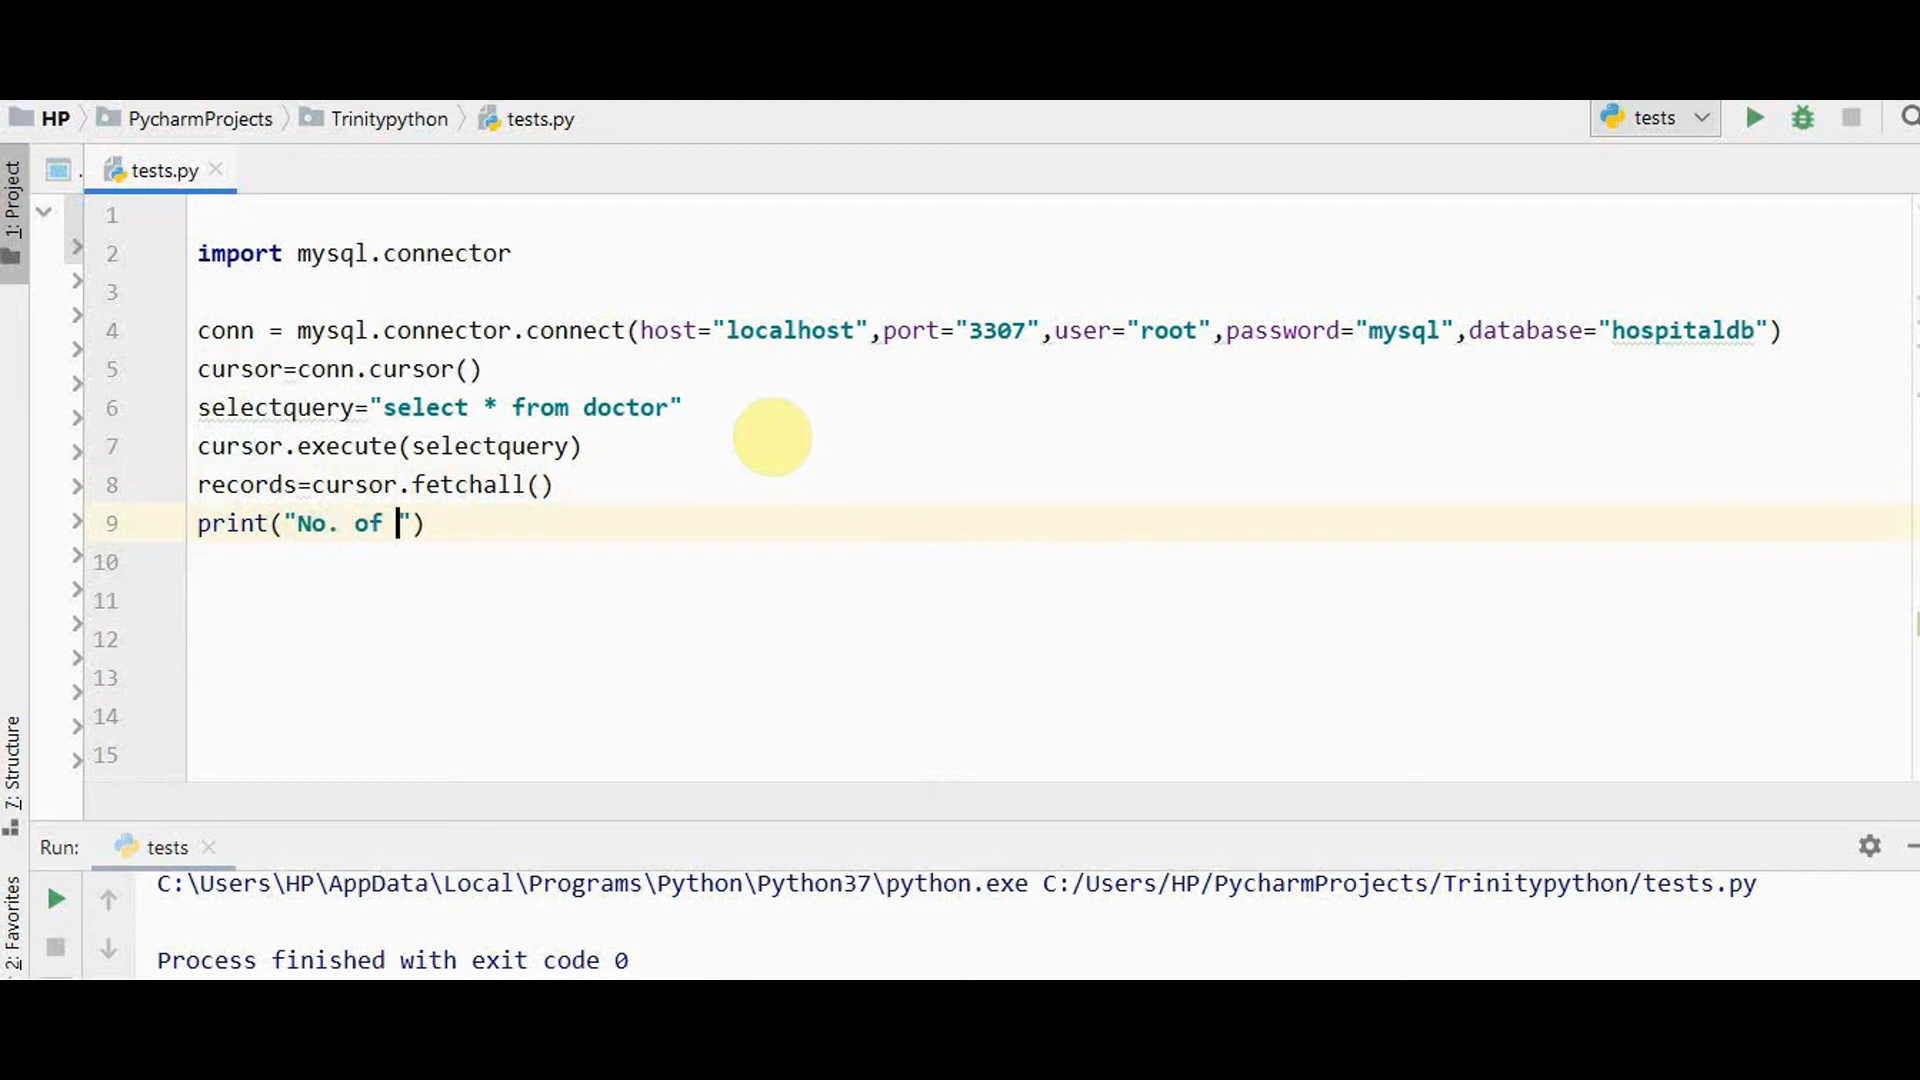 HP PycharmProjects Trinitypython tests.py
tests
1: Project
tests.py
1
2 import mysql.connector
3
4 conn = mysql.connector.connect(host="localhost",port="3307",user="root",password="mysql",database="hospitaldb")
5 cursor=conn.cursor()
6 selectquery="select * from doctor"
7 cursor.execute(selectquery)
8 records=cursor.fetchall()
9 print("No. of ")
10
11
12
13
14
15
7: Structure
2: Favorites
Run: tests
C:\Users\HP\AppData\Local\Programs\Python\Python37\python.exe C:/Users/HP/PycharmProjects/Trinitypython/tests.py
Process finished with exit code 0